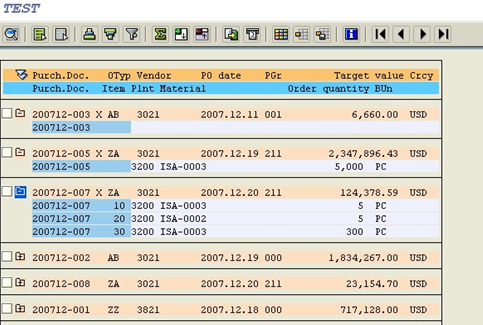 TEST
Purch.Doc. OTyp Vendor PO date PGr Target value Crcy
Purch.Doc. Item Plnt Material Order quantity BUn
200712-003 X AB 3021 2007.12.11 001 6,660.00 USD
200712-003
200712-005 X ZA 3021 2007.12.19 211 2,347,896.43 USD
200712-005 3200 ISA-0003 5,000 PC
200712-007 X ZA 3021 2007.12.20 211 124,378.59 USD
200712-007 10 3200 ISA-0003 5 PC
200712-007 20 3200 ISA-0002 5 PC
200712-007 30 3200 ISA-0003 300 PC
200712-002 AB 3021 2007.12.19 000 1,834,267.00 USD
200712-008 ZA 3021 2007.12.20 211 23,154.70 USD
200712-001 ZZ 3821 2007.12.18 000 717,128.00 USD